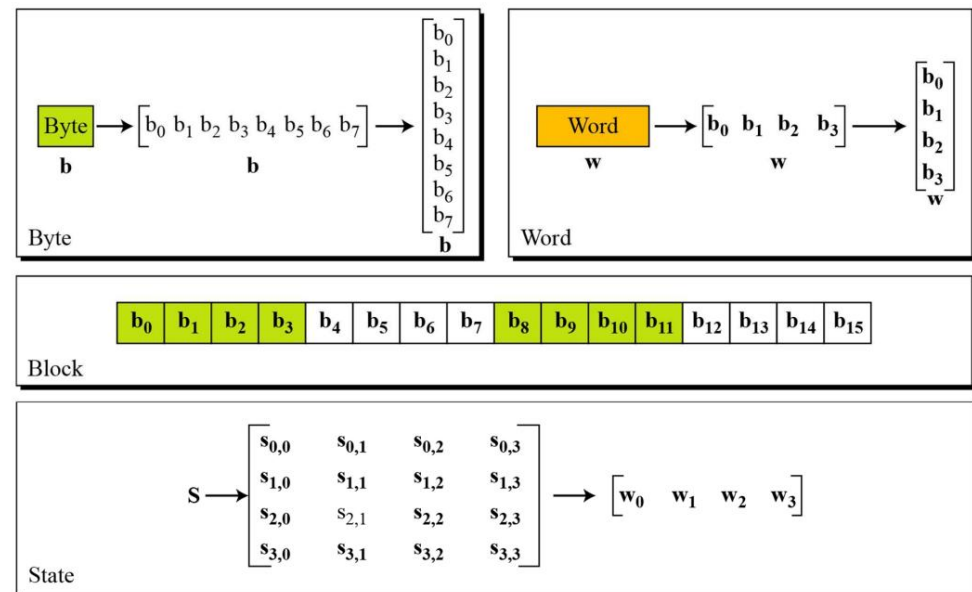 Byte
b
b₀ b₁ b₂ b₃ b₄ b₅ b₆ b₇
b
b₀
b₁
b₂
b₃
b₄
b₅
b₆
b₇
b
Byte
Word
w
b₀ b₁ b₂ b₃
w
b₀
b₁
b₂
b₃
w
Word
b₀ b₁ b₂ b₃ b₄ b₅ b₆ b₇ b₈ b₉ b₁₀ b₁₁ b₁₂ b₁₃ b₁₄ b₁₅
Block
S
s₀,₀ s₀,₁ s₀,₂ s₀,₃
s₁,₀ s₁,₁ s₁,₂ s₁,₃
s₂,₀ s₂,₁ s₂,₂ s₂,₃
s₃,₀ s₃,₁ s₃,₂ s₃,₃
w₀ w₁ w₂ w₃
State